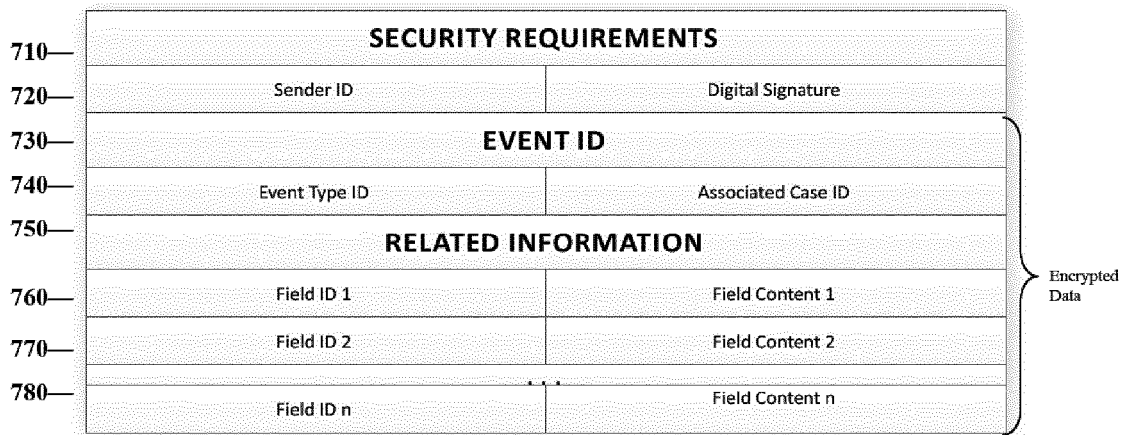 710— SECURITY REQUIREMENTS
720— Sender ID Digital Signature
730— EVENT ID
740— Event Type ID Associated Case ID
750— RELATED INFORMATION
760— Field ID 1 Field Content 1
770— Field ID 2 Field Content 2
780— ...
Field ID n Field Content n
Encrypted
Data